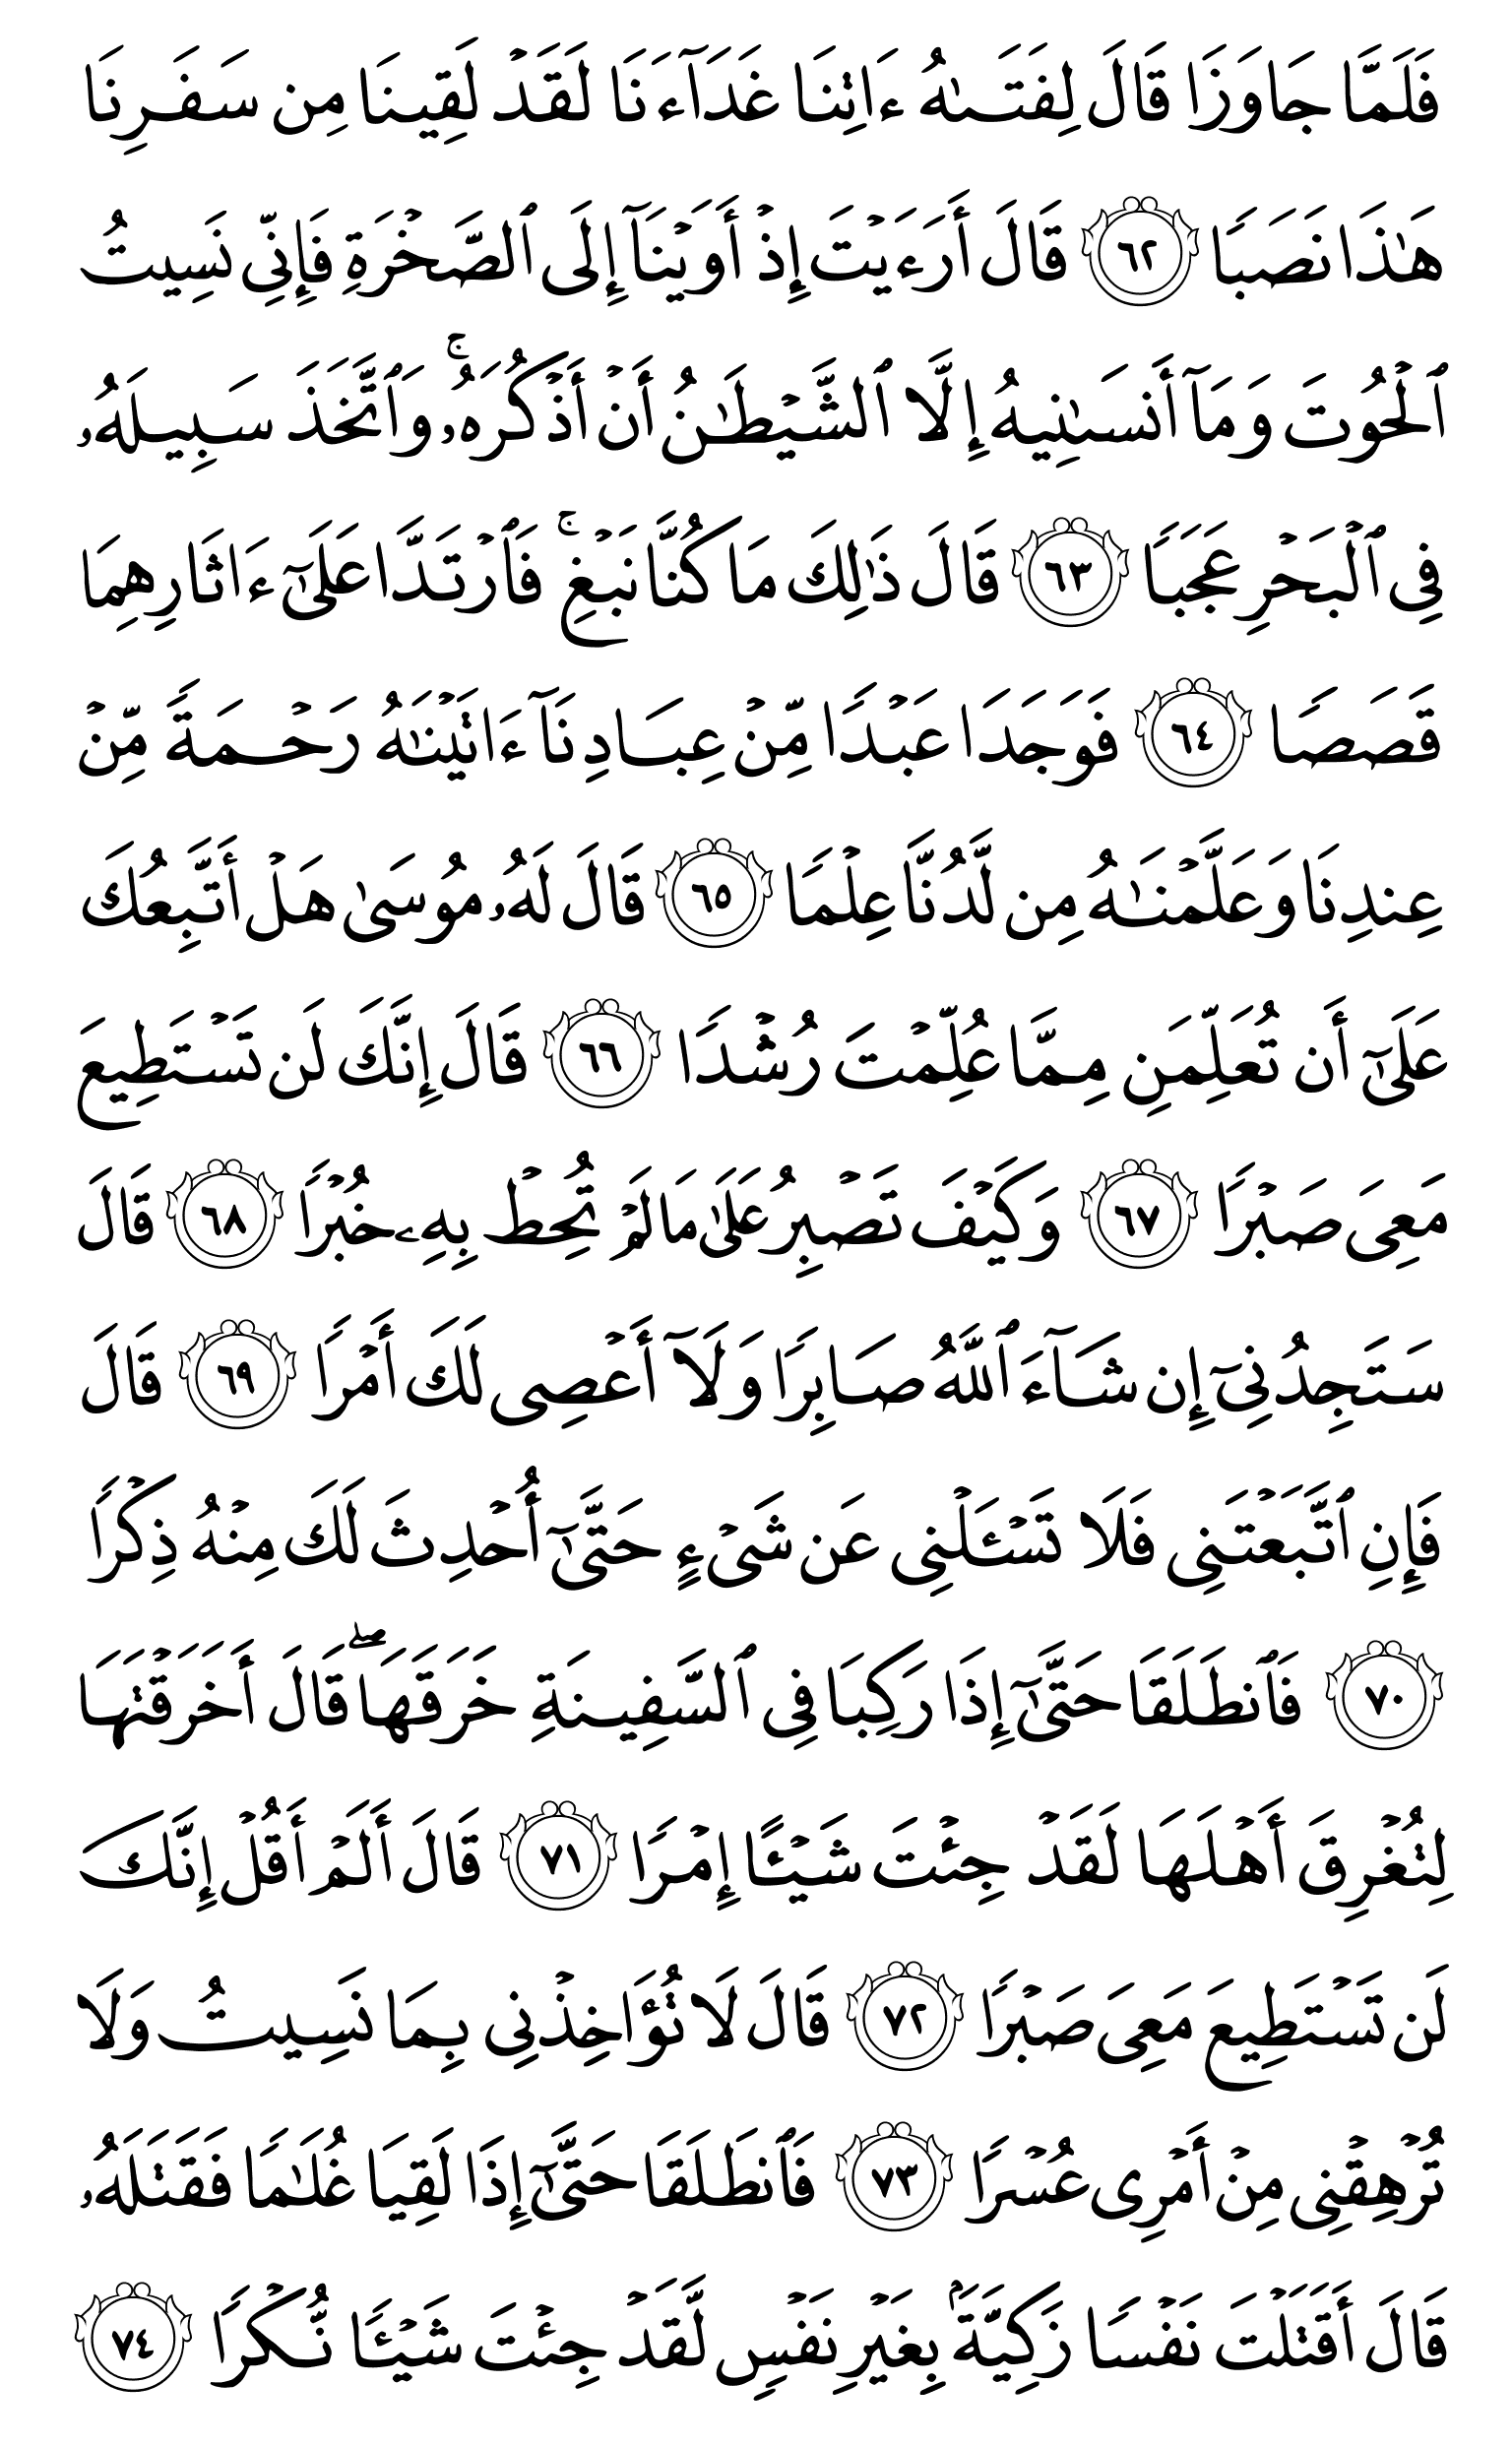 فَلَمَّا جَاوَزَا قَالَ لِفَتَىٰهُ ءَاتِنَا غَدَآءَنَا لَقَدۡ لَقِينَا مِن سَفَرِنَا
هَٰذَا نَصَبٗا ٦٢ قَالَ أَرَءَيۡتَ إِذۡ أَوَيۡنَآ إِلَى ٱلصَّخۡرَةِ فَإِنِّي نَسِيتُ
ٱلۡحُوتَ وَمَآ أَنسَىٰنِيهُ إِلَّا ٱلشَّيۡطَٰنُ أَنۡ أَذۡكُرَهُۥۚ وَٱتَّخَذَ سَبِيلَهُۥ
فِي ٱلۡبَحۡرِ عَجَبٗا ٦٣ قَالَ ذَٰلِكَ مَا كُنَّا نَبۡغِۚ فَٱرۡتَدَّا عَلَىٰٓ ءَاثَارِهِمَا
قَصَصٗا ٦٤ فَوَجَدَا عَبۡدٗا مِّنۡ عِبَادِنَآ ءَاتَيۡنَٰهُ رَحۡمَةٗ مِّنۡ
عِندِنَا وَعَلَّمۡنَٰهُ مِن لَّدُنَّا عِلۡمٗا ٦٥ قَالَ لَهُۥ مُوسَىٰ هَلۡ أَتَّبِعُكَ
عَلَىٰٓ أَن تُعَلِّمَنِ مِمَّا عُلِّمۡتَ رُشۡدٗا ٦٦ قَالَ إِنَّكَ لَن تَسۡتَطِيعَ
مَعِيَ صَبۡرٗا ٦٧ وَكَيۡفَ تَصۡبِرُ عَلَىٰ مَا لَمۡ تُحِطۡ بِهِۦ خُبۡرٗا ٦٨ قَالَ
سَتَجِدُنِيٓ إِن شَآءَ ٱللَّهُ صَابِرٗا وَلَآ أَعۡصِي لَكَ أَمۡرٗا ٦٩ قَالَ
فَإِنِ ٱتَّبَعۡتَنِي فَلَا تَسۡـَٔلۡنِي عَن شَيۡءٍ حَتَّىٰٓ أُحۡدِثَ لَكَ مِنۡهُ ذِكۡرٗا
٧٠ فَٱنطَلَقَا حَتَّىٰٓ إِذَا رَكِبَا فِي ٱلسَّفِينَةِ خَرَقَهَاۖ قَالَ أَخَرَقۡتَهَا
لِتُغۡرِقَ أَهۡلَهَا لَقَدۡ جِئۡتَ شَيۡـًٔا إِمۡرٗا ٧١ قَالَ أَلَمۡ أَقُلۡ إِنَّكَ
لَن تَسۡتَطِيعَ مَعِيَ صَبۡرٗا ٧٢ قَالَ لَا تُؤَاخِذۡنِي بِمَا نَسِيتُ وَلَا
تُرۡهِقۡنِي مِنۡ أَمۡرِي عُسۡرٗا ٧٣ فَٱنطَلَقَا حَتَّىٰٓ إِذَا لَقِيَا غُلَٰمٗا فَقَتَلَهُۥ
قَالَ أَقَتَلۡتَ نَفۡسٗا زَكِيَّةَۢ بِغَيۡرِ نَفۡسٖ لَّقَدۡ جِئۡتَ شَيۡـٔٗا نُّكۡرٗا ٧٤